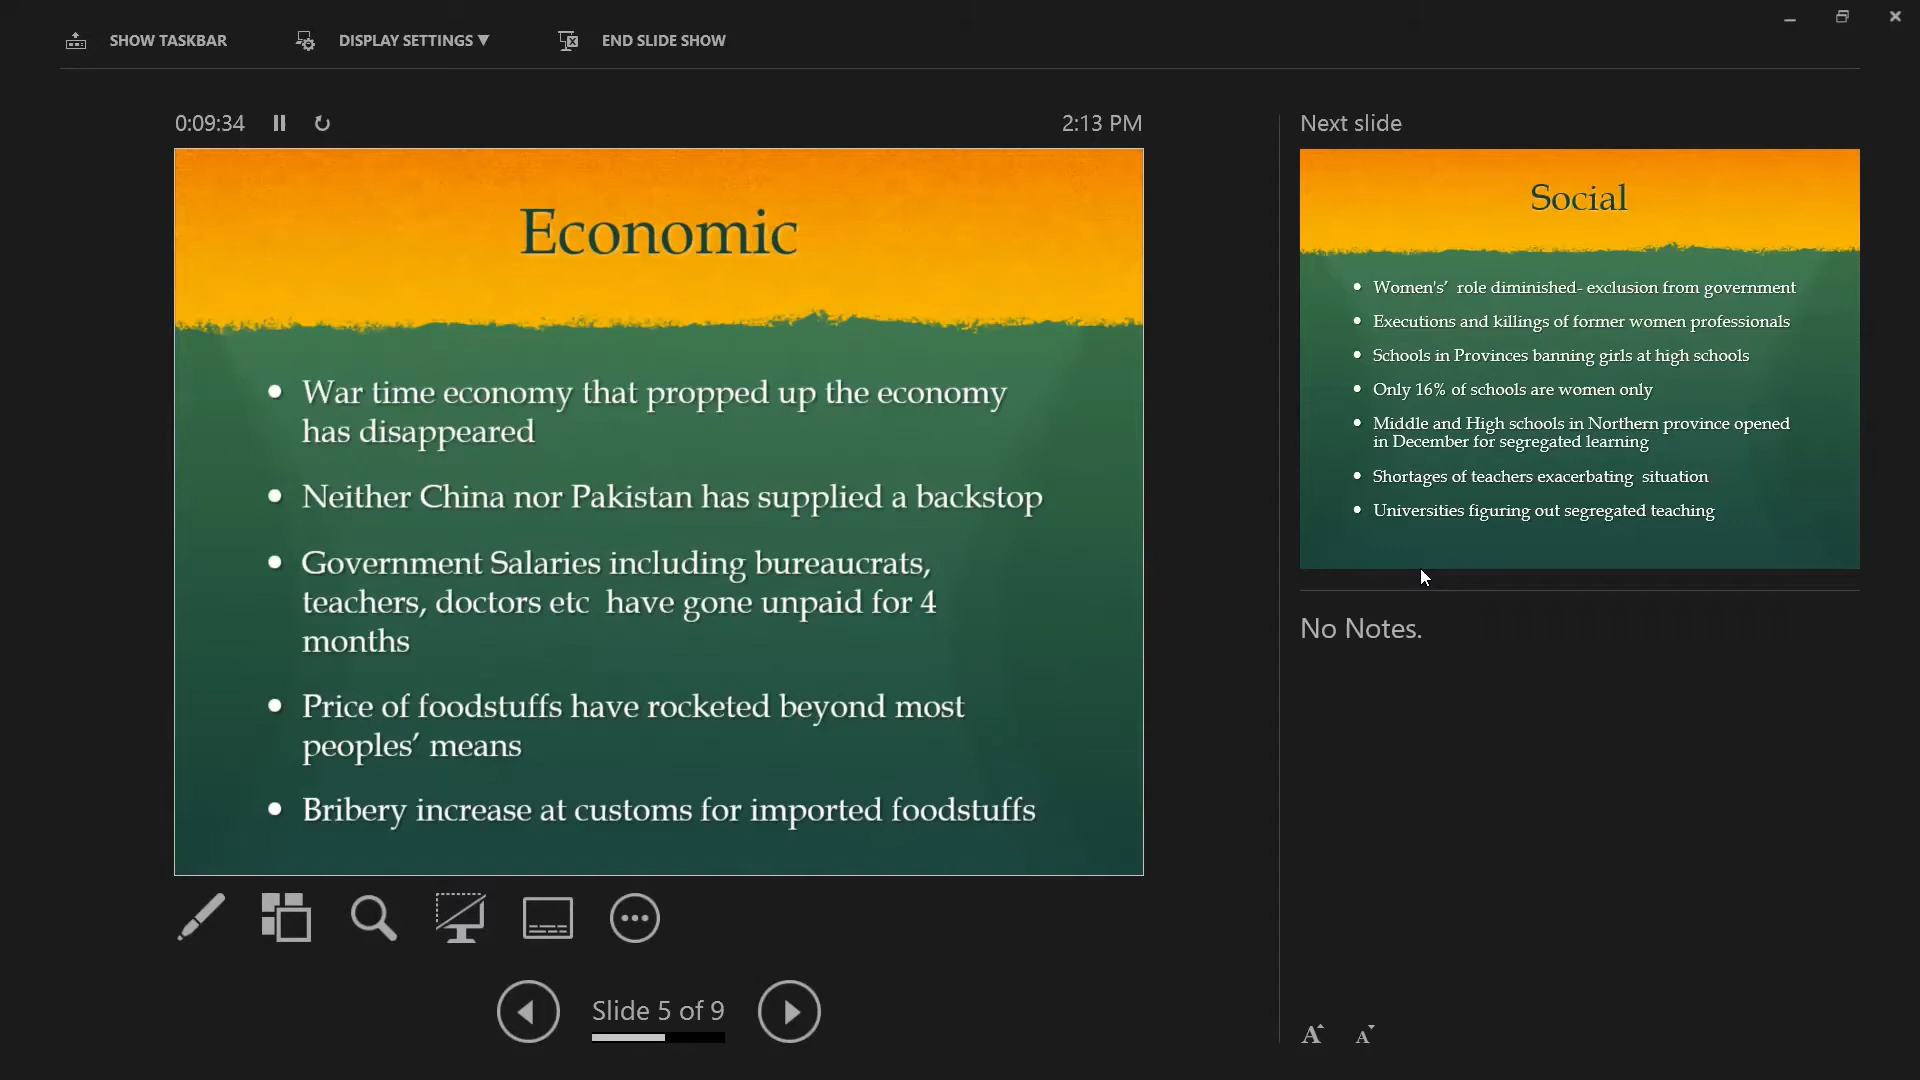 SHOW TASKBAR
DISPLAY SETTINGS ▼
END SLIDE SHOW
0:09:34
2:13 PM
Economic
• War time economy that propped up the economy
has disappeared
• Neither China nor Pakistan has supplied a backstop
• Government Salaries including bureaucrats,
teachers, doctors etc  have gone unpaid for 4
months
• Price of foodstuffs have rocketed beyond most
peoples’ means
• Bribery increase at customs for imported foodstuffs
Slide 5 of 9
Next slide
Social
• Women's’  role diminished- exclusion from government
• Executions and killings of former women professionals
• Schools in Provinces banning girls at high schools
• Only 16% of schools are women only
• Middle and High schools in Northern province opened
in December for segregated learning
• Shortages of teachers exacerbating  situation
• Universities figuring out segregated teaching
No Notes.
A A